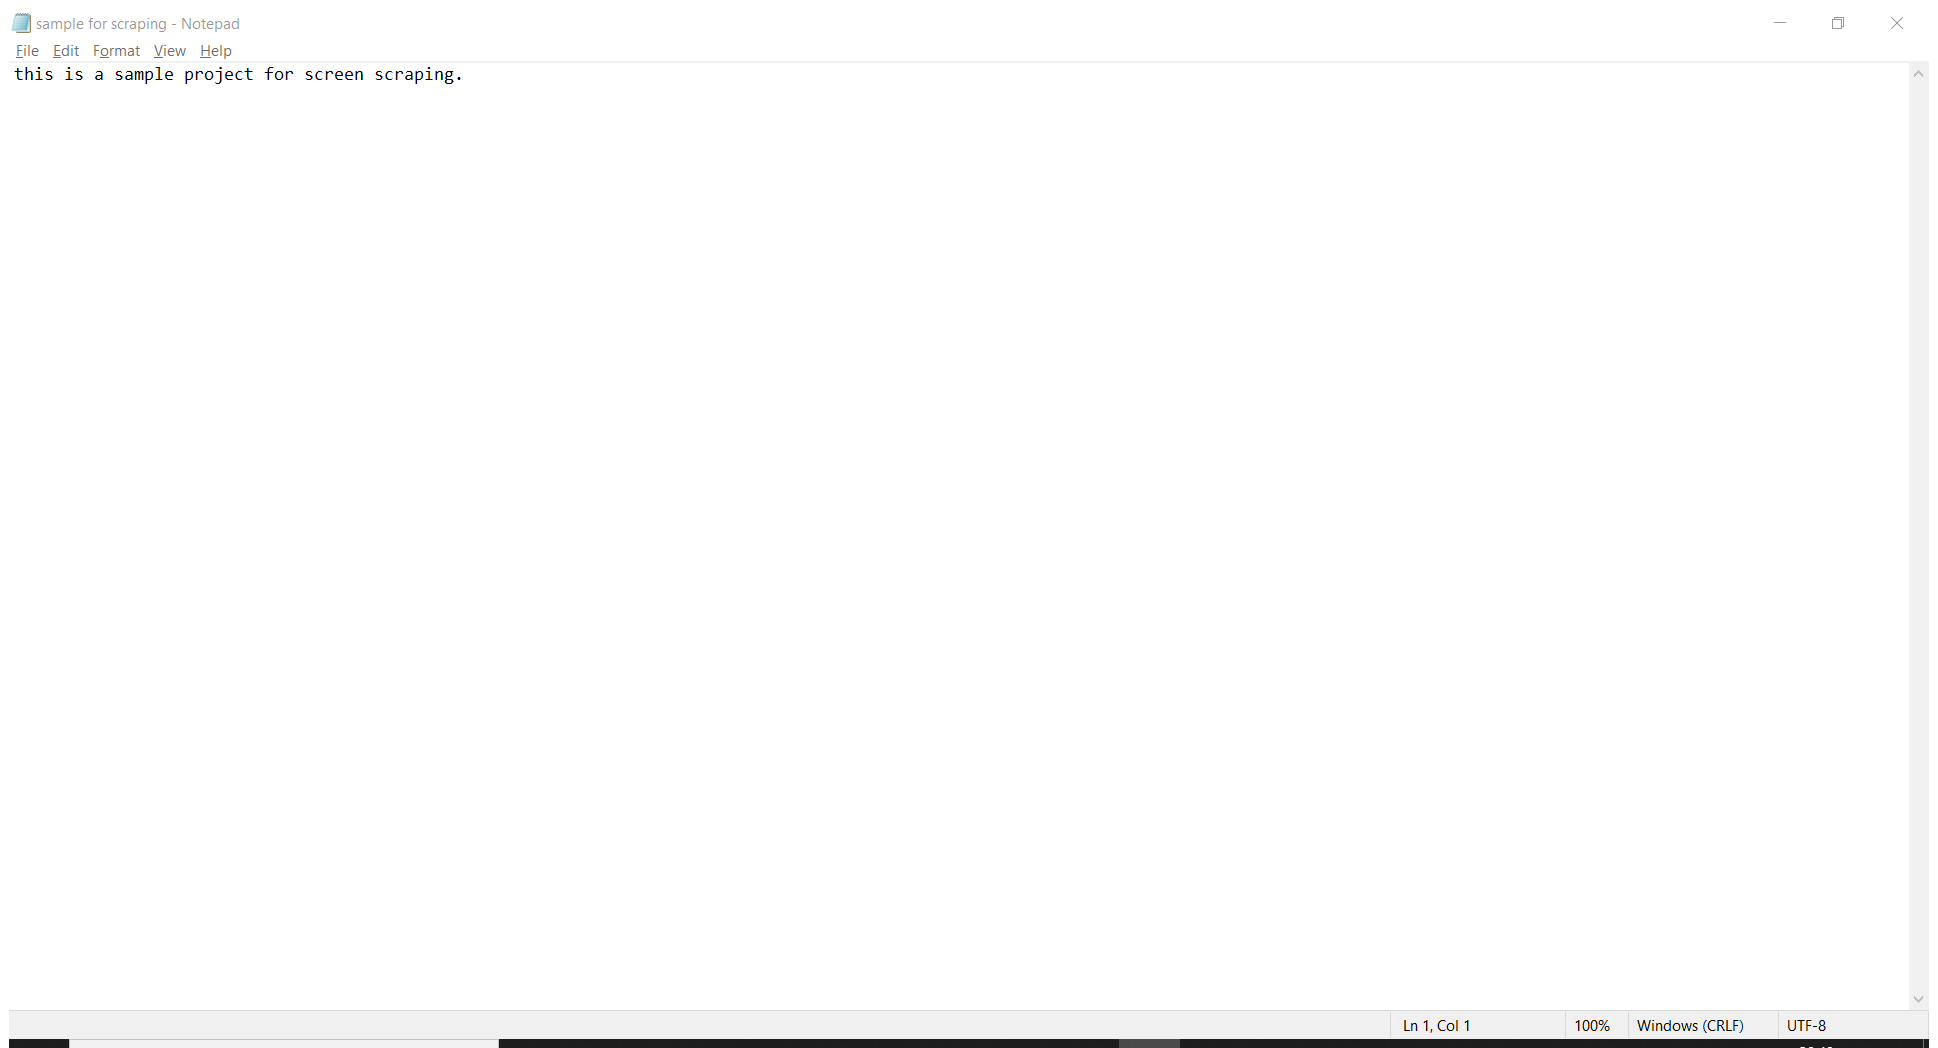 sample for scraping - Notepad
File Edit Format View Help
this is a sample project for screen scraping.
Ln 1, Col 1 100% Windows (CRLF) UTF-8